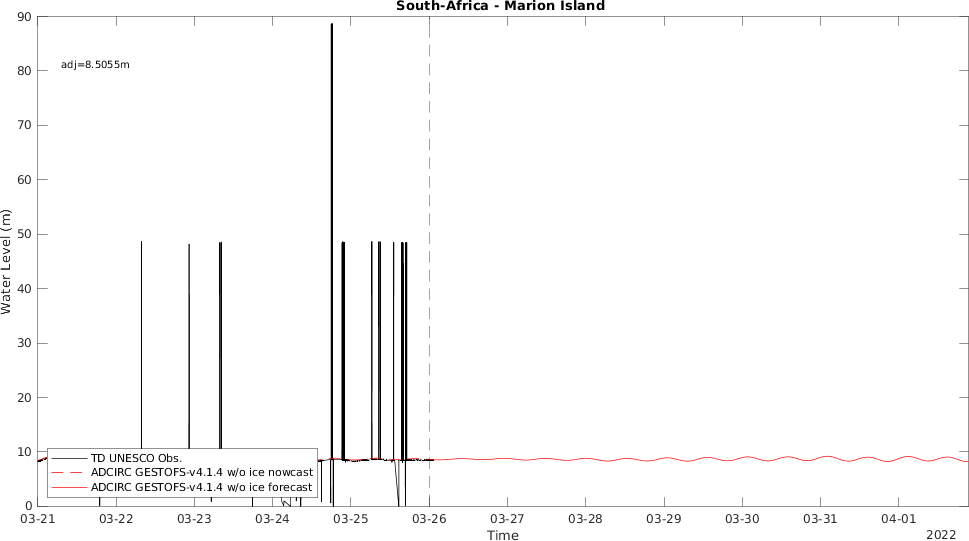 South-Africa - Marion Island
90
adj=8.5055m
80
70
60
50
40
30
20
10
0
Water Level (m)
TD UNESCO Obs.
ADCIRC GESTOFS-v4.1.4 w/o ice nowcast
ADCIRC GESTOFS-v4.1.4 w/o ice forecast
03-21 03-22 03-23 03-24 03-25 03-26 03-27 03-28 03-29 03-30 03-31 04-01
Time
2022